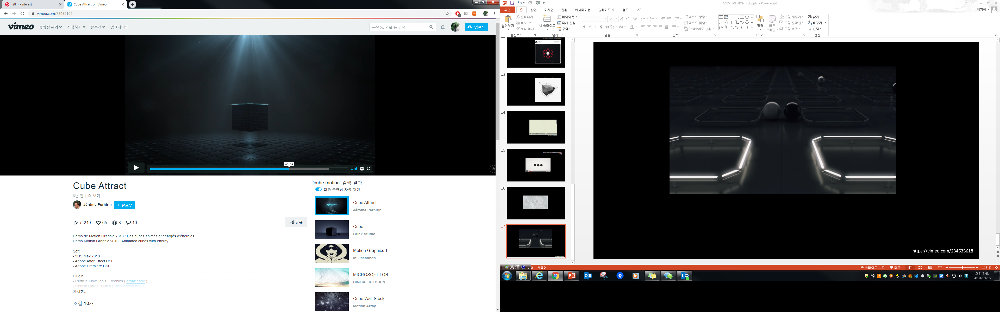 (284) Pinterest
Cube Attract on Vimeo
vimeo.com/73452102
vimeo
동영상 관리
시청하기
솔루션
업그레이드
동영상, 인물 등 검색
업로드
02:06
Cube Attract
6년 전 | 더 보기
Jérôme Perhirin
+ 팔로우
5,249
65
8
10
공유
Démo de Motion Graphic 2013 : Des cubes animés et chargés d'énergies.
Demo Motion Graphic 2013 : Animated cubes with energy.
Soft :
- 3DS Max 2013
- Adobe After Effect CS6
- Adobe Premiere CS6
Plugin :
- Particle Flow Tools: Freebies ( orbaz.com/ )
- Optical Flares, Twitch ( videocopilot.net/ )
자세히...
소감 10개
'cube motion' 검색 결과
다음 동영상 자동 재생
Cube Attract
Jérôme Perhirin
Cube
Brink Studio
Motion Graphics T...
in60seconds
MICROSOFT LOB...
DIGITAL KITCHEN
Cube Wall Stock ...
Motion Array
ACDC MOTION REF.pptx - PowerPoint
파일
홈
삽입
디자인
전환
애니메이션
슬라이드 쇼
검토
보기
백지혜
붙여넣기
잘라내기
복사
서식 복사
클립보드
새 슬라이드
레이아웃
다시 설정
구역
슬라이드
12
글꼴
텍스트 방향
텍스트 맞춤
SmartArt로 변환
단락
정렬
빠른 스타일
도형 채우기
도형 윤곽선
도형 효과
그리기
찾기
바꾸기
선택
편집
13
14
15
16
17
https://vimeo.com/234635618
한국어
슬라이드 노트
메모
116 %
오전 7:43
2019-10-16